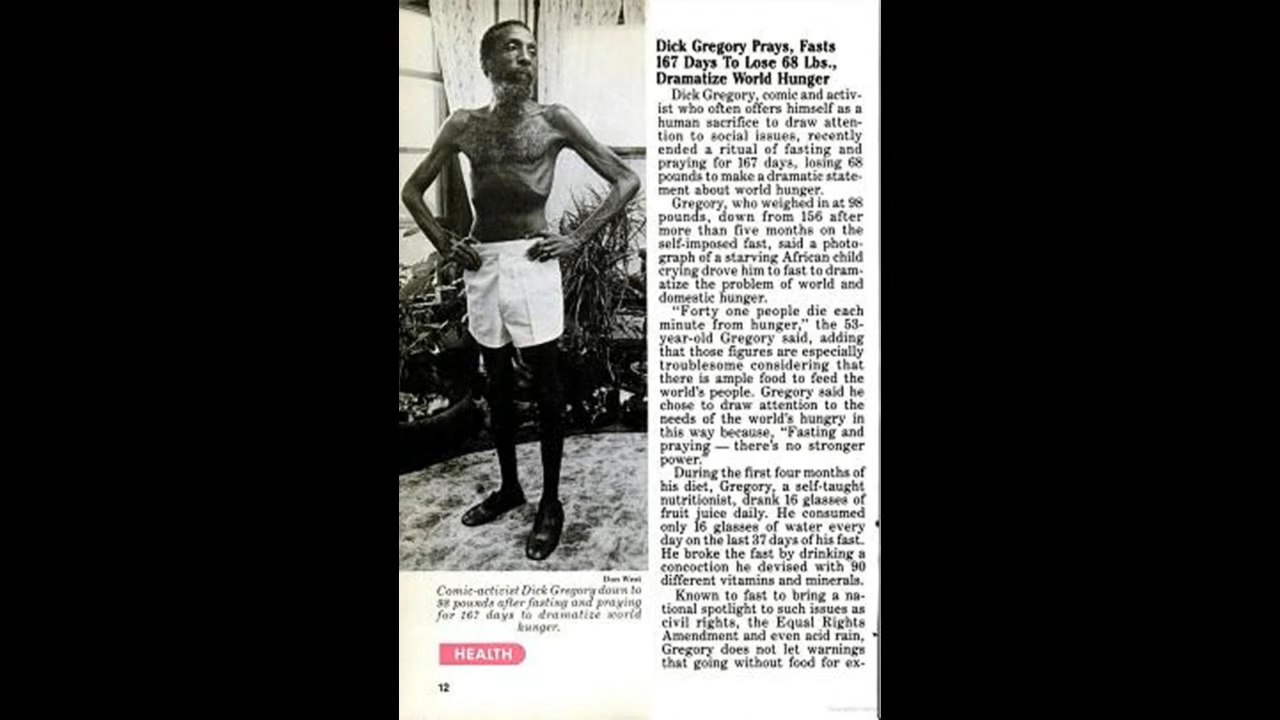 Dick Gregory Prays, Fasts
167 Days To Lose 68 Lbs.,
Dramatize World Hunger
Dick Gregory, comic and activ-
ist who often offers himself as a
human sacrifice to draw atten-
tion to social issues, recently
ended a ritual of fasting and
praying for 167 days, losing 68
pounds to make a dramatic state-
ment about world hunger.
Gregory, who weighed in at 98
pounds, down from 156 after
more than five months on the
self-imposed fast, said a photo-
graph of a starving African child
crying drove him to fast to dram-
atize the problem of world and
domestic hunger.
"Forty one people die each
minute from hunger," the 53-
year-old Gregory said, adding
that those figures are especially
troublesome considering that
there is ample food to feed the
world's people. Gregory said he
chose to draw attention to the
needs of the world's hungry in
this way because, "Fasting and
praying — there's no stronger
power."
During the first four months of
his diet, Gregory, a self-taught
nutritionist, drank 16 glasses of
fruit juice daily. He consumed
only 16 glasses of water every
day on the last 37 days of his fast.
He broke the fast by drinking a
concoction he devised with 90
different vitamins and minerals.
Known to fast to bring a na-
tional spotlight to such issues as
civil rights, the Equal Rights
Amendment and even acid rain,
Gregory does not let warnings
that going without food for ex-
Don West
Comic-activist Dick Gregory down to
98 pounds after fasting and praying
for 167 days to dramatize world
hunger.
HEALTH
12